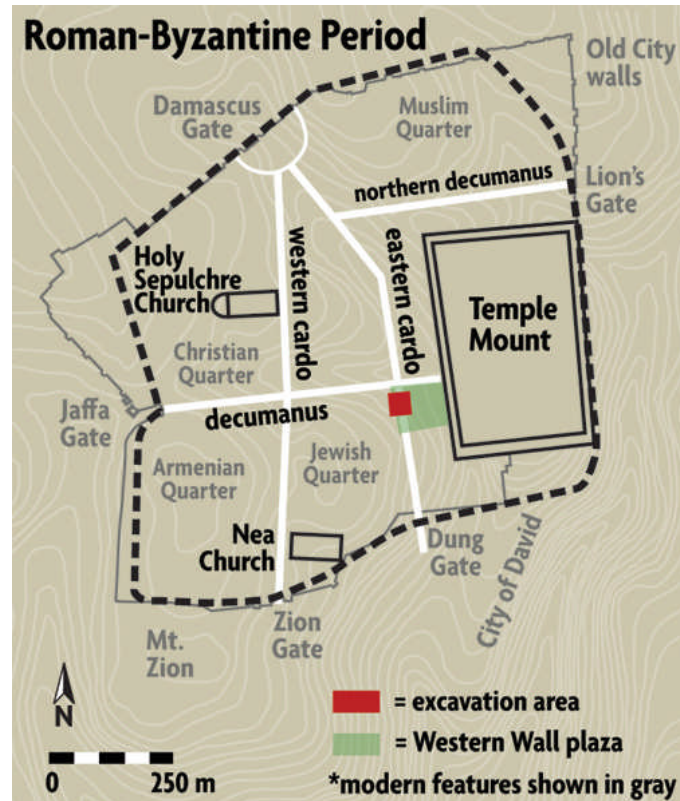 Roman-Byzantine Period
Old City
walls
Damascus
Gate
Muslim
Quarter
northern decumanus
Lion's
Gate
Holy
Sepulchre
Church
western cardo
eastern cardo
Temple
Mount
Christian
Quarter
Jaffa
Gate
decumanus
Armenian
Quarter
Jewish
Quarter
Nea
Church
Dung
Gate
City of David
Zion
Gate
Mt.
Zion
N
= excavation area
= Western Wall plaza
0 250 m
*modern features shown in gray